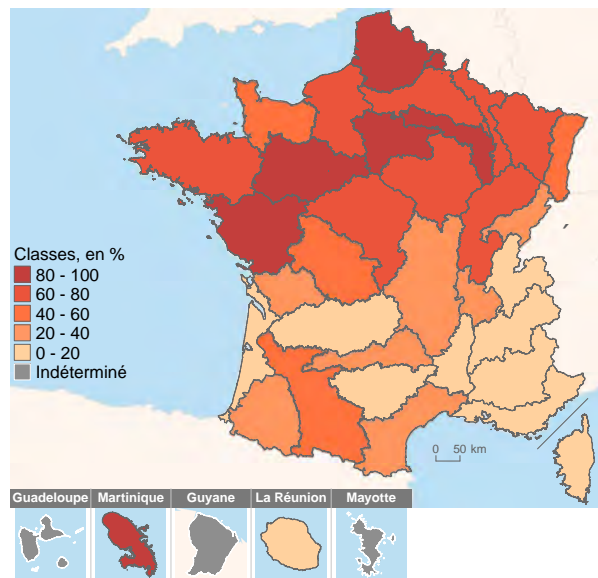 Classes, en %
80 - 100
60 - 80
40 - 60
20 - 40
0 - 20
Indéterminé
0 50 km
Guadeloupe Martinique Guyane La Réunion Mayotte